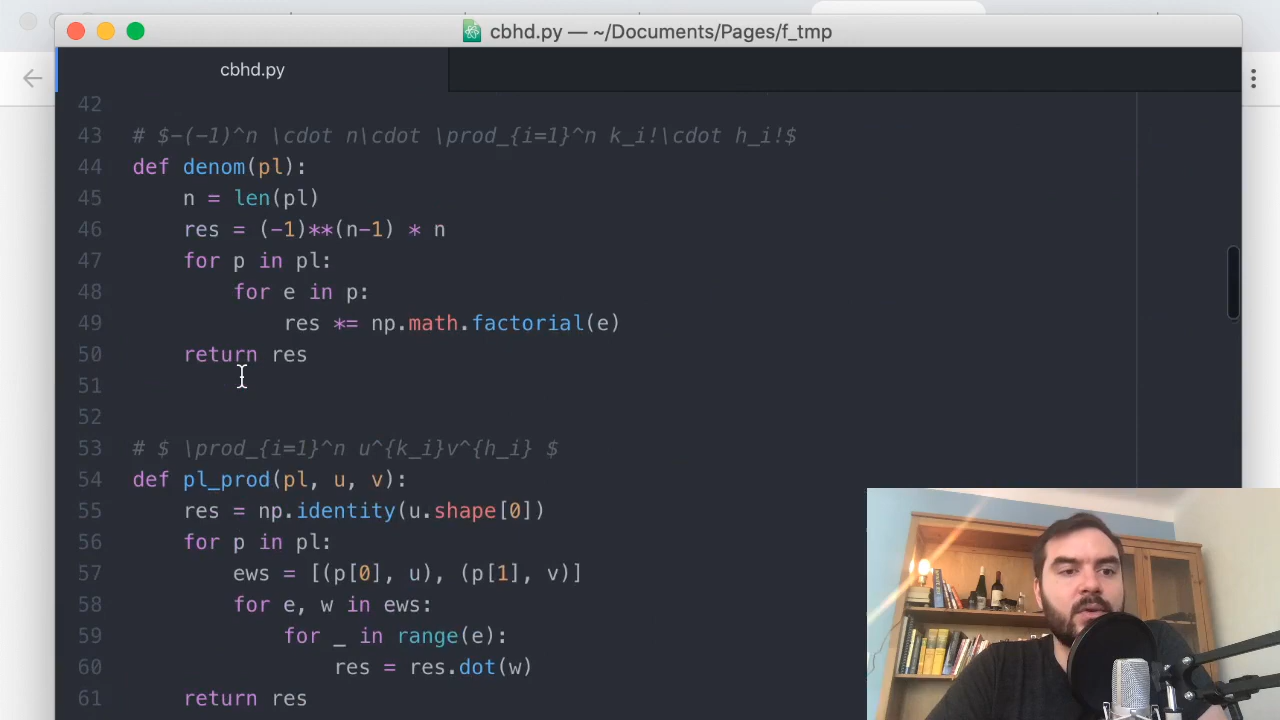 cbhd.py — ~/Documents/Pages/f_tmp
cbhd.py
42
43 # $-(-1)^n \cdot n\cdot \prod_{i=1}^n k_i!\cdot h_i!$
44 def denom(pl):
45 n = len(pl)
46 res = (-1)**(n-1) * n
47 for p in pl:
48 for e in p:
49 res *= np.math.factorial(e)
50 return res
51
52
53 # $ \prod_{i=1}^n u^{k_i}v^{h_i} $
54 def pl_prod(pl, u, v):
55 res = np.identity(u.shape[0])
56 for p in pl:
57 ews = [(p[0], u), (p[1], v)]
58 for e, w in ews:
59 for _ in range(e):
60 res = res.dot(w)
61 return res